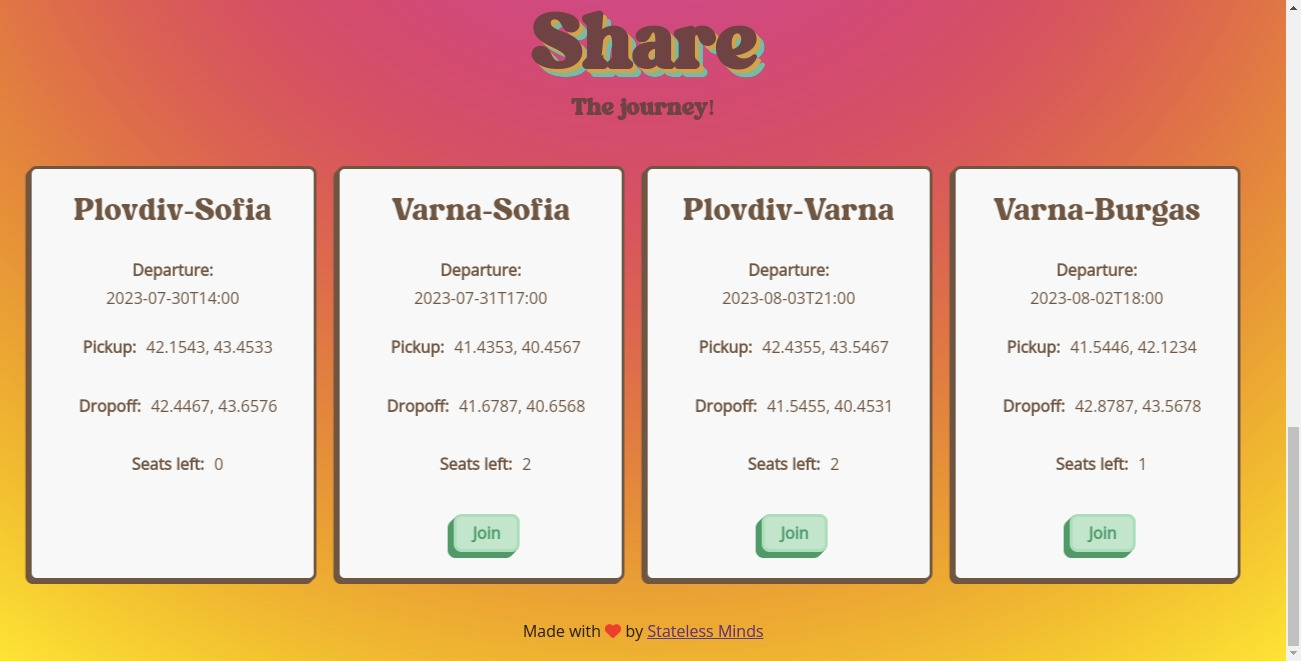 Share
The journey!
Plovdiv-Sofia
Departure:
2023-07-30T14:00
Pickup: 42.1543, 43.4533
Dropoff: 42.4467, 43.6576
Seats left: 0
Varna-Sofia
Departure:
2023-07-31T17:00
Pickup: 41.4353, 40.4567
Dropoff: 41.6787, 40.6568
Seats left: 2
Join
Plovdiv-Varna
Departure:
2023-08-03T21:00
Pickup: 42.4355, 43.5467
Dropoff: 41.5455, 40.4531
Seats left: 2
Join
Varna-Burgas
Departure:
2023-08-02T18:00
Pickup: 41.5446, 42.1234
Dropoff: 42.8787, 43.5678
Seats left: 1
Join
Made with ❤️ by Stateless Minds